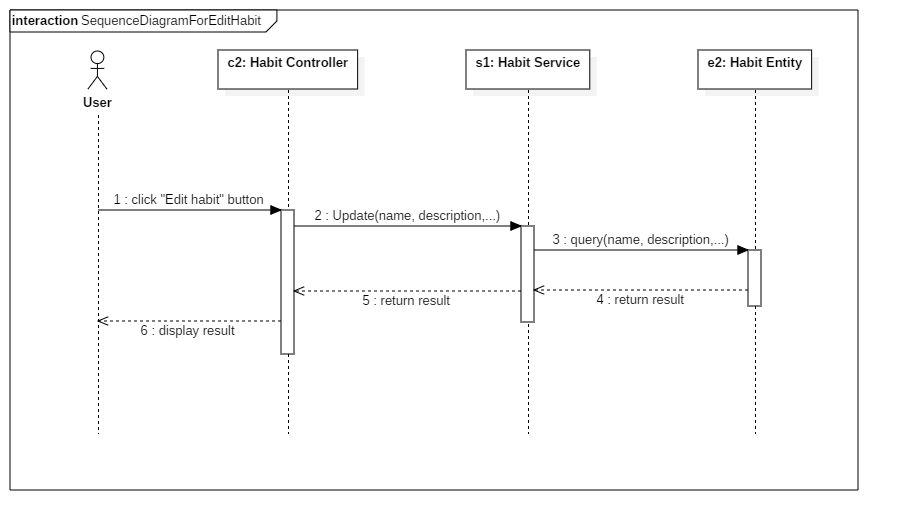 interaction SequenceDiagramForEditHabit
User
c2: Habit Controller
s1: Habit Service
e2: Habit Entity
1 : click "Edit habit" button
2 : Update(name, description,...)
3 : query(name, description,...)
4 : return result
5 : return result
6 : display result